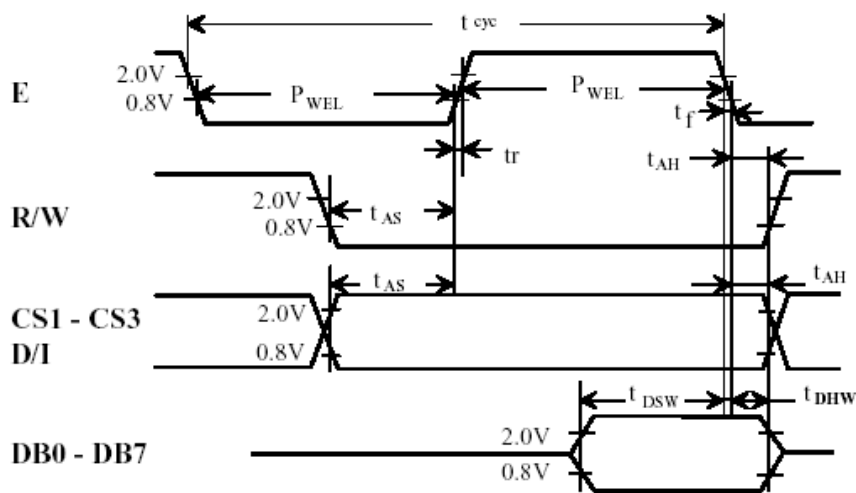 t cyc
E
2.0V
0.8V
P WEL
P WEL
t f
tr
t AH
R/W
2.0V
0.8V
t AS
t AS
t AH
CS1 - CS3
D/I
2.0V
0.8V
t DSW
t DHW
DB0 - DB7
2.0V
0.8V